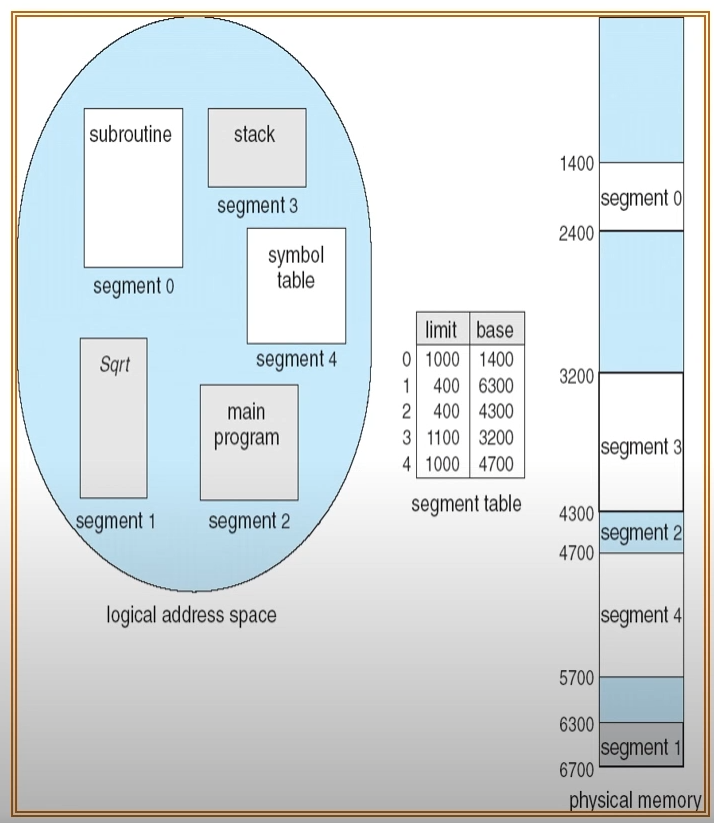 subroutine
segment 0
stack
segment 3
symbol
table
segment 4
Sqrt
segment 1
main
program
segment 2
logical address space
limit base
0 1000 1400
1 400 6300
2 400 4300
3 1100 3200
4 1000 4700
segment table
1400
segment 0
2400
3200
segment 3
4300
segment 2
4700
segment 4
5700
6300
segment 1
6700
physical memory